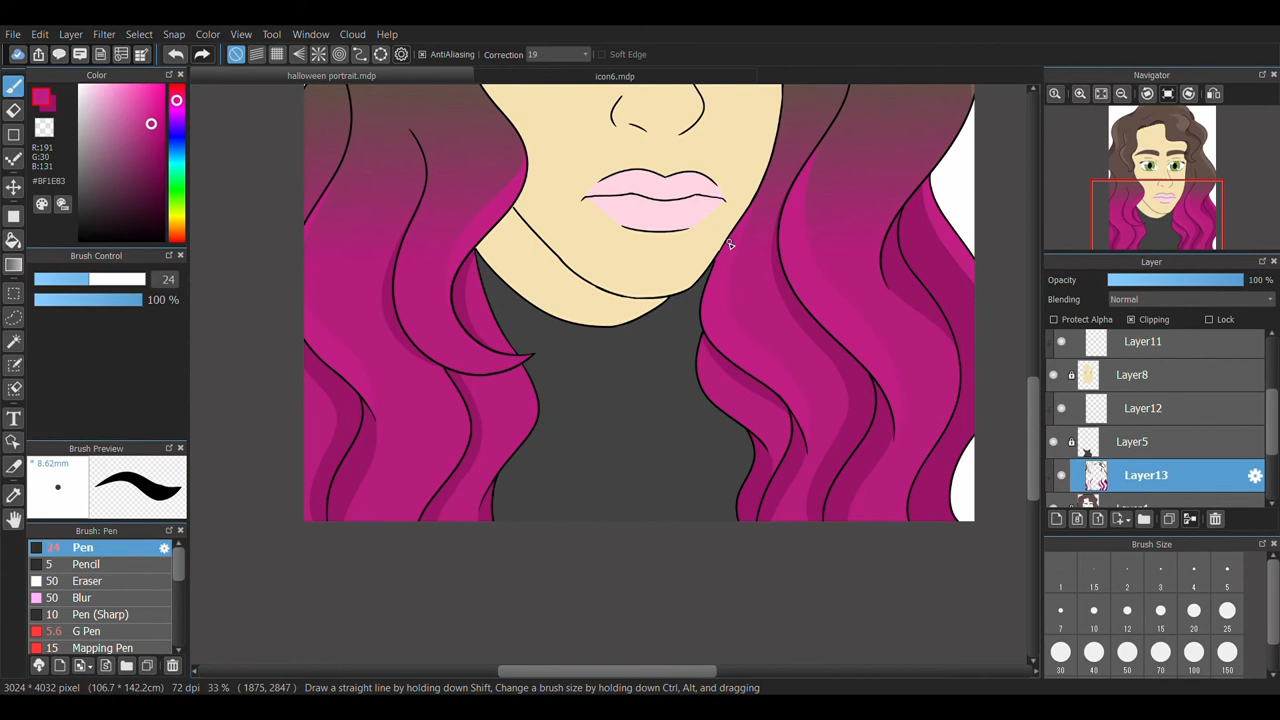 File Edit Layer Filter Select Snap Color View Tool Window Cloud Help
AntiAliasing Correction 19 Soft Edge
Color halloween portrait.mdp icon6.mdp Navigator
R:191
G:30
B:131
#BF1E83
Brush Control
24
100 %
Layer
Opacity 100 %
Blending Normal
Protect Alpha Clipping Lock
Layer11
Layer8
Layer12
Layer5
Layer13
Brush Preview
* 8.62mm
Brush: Pen
24 Pen
5 Pencil
50 Eraser
50 Blur
10 Pen (Sharp)
5.6 G Pen
15 Mapping Pen
Brush Size
1 1.5 2 3 4 5
7 10 12 15 20 25
30 40 50 70 100 150
3024 * 4032 pixel (106.7 * 142.2cm) 72 dpi 33 % ( 1875, 2847 ) Draw a straight line by holding down Shift, Change a brush size by holding down Ctrl, Alt, and dragging